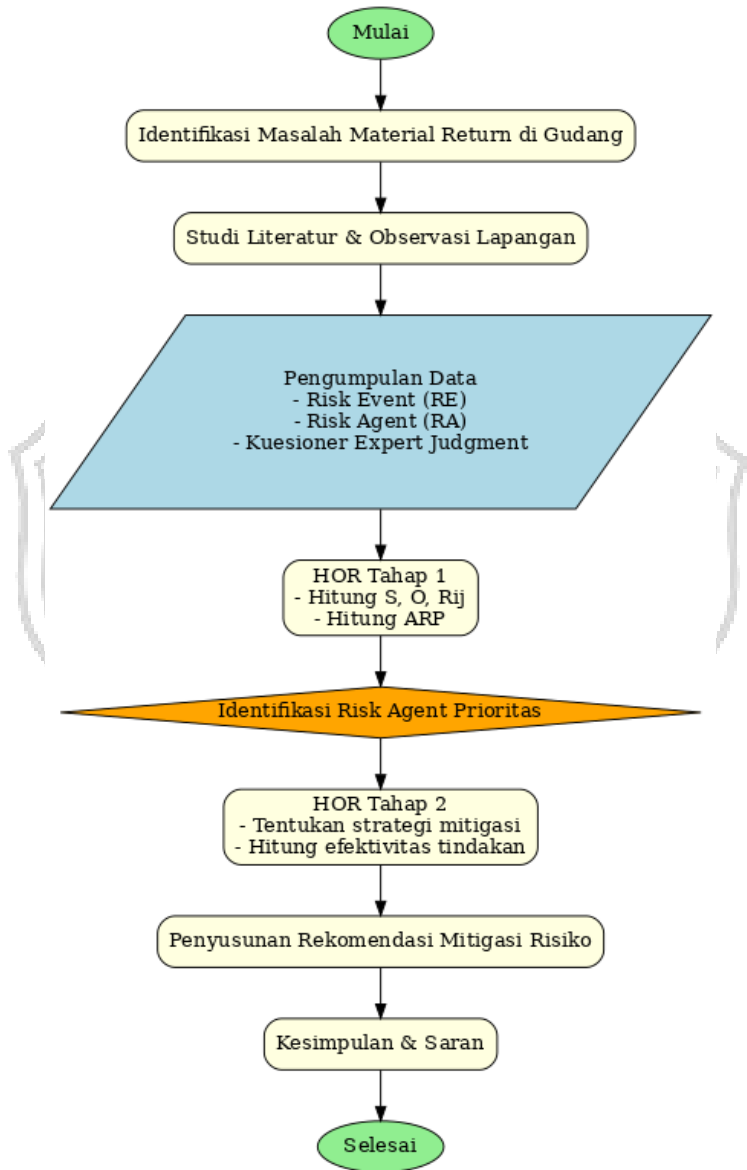 Mulai
Identifikasi Masalah Material Return di Gudang
Studi Literatur & Observasi Lapangan
Pengumpulan Data
- Risk Event (RE)
- Risk Agent (RA)
- Kuesioner Expert Judgment
HOR Tahap 1
- Hitung S, O, Rij
- Hitung ARP
Identifikasi Risk Agent Prioritas
HOR Tahap 2
- Tentukan strategi mitigasi
- Hitung efektivitas tindakan
Penyusunan Rekomendasi Mitigasi Risiko
Kesimpulan & Saran
Selesai